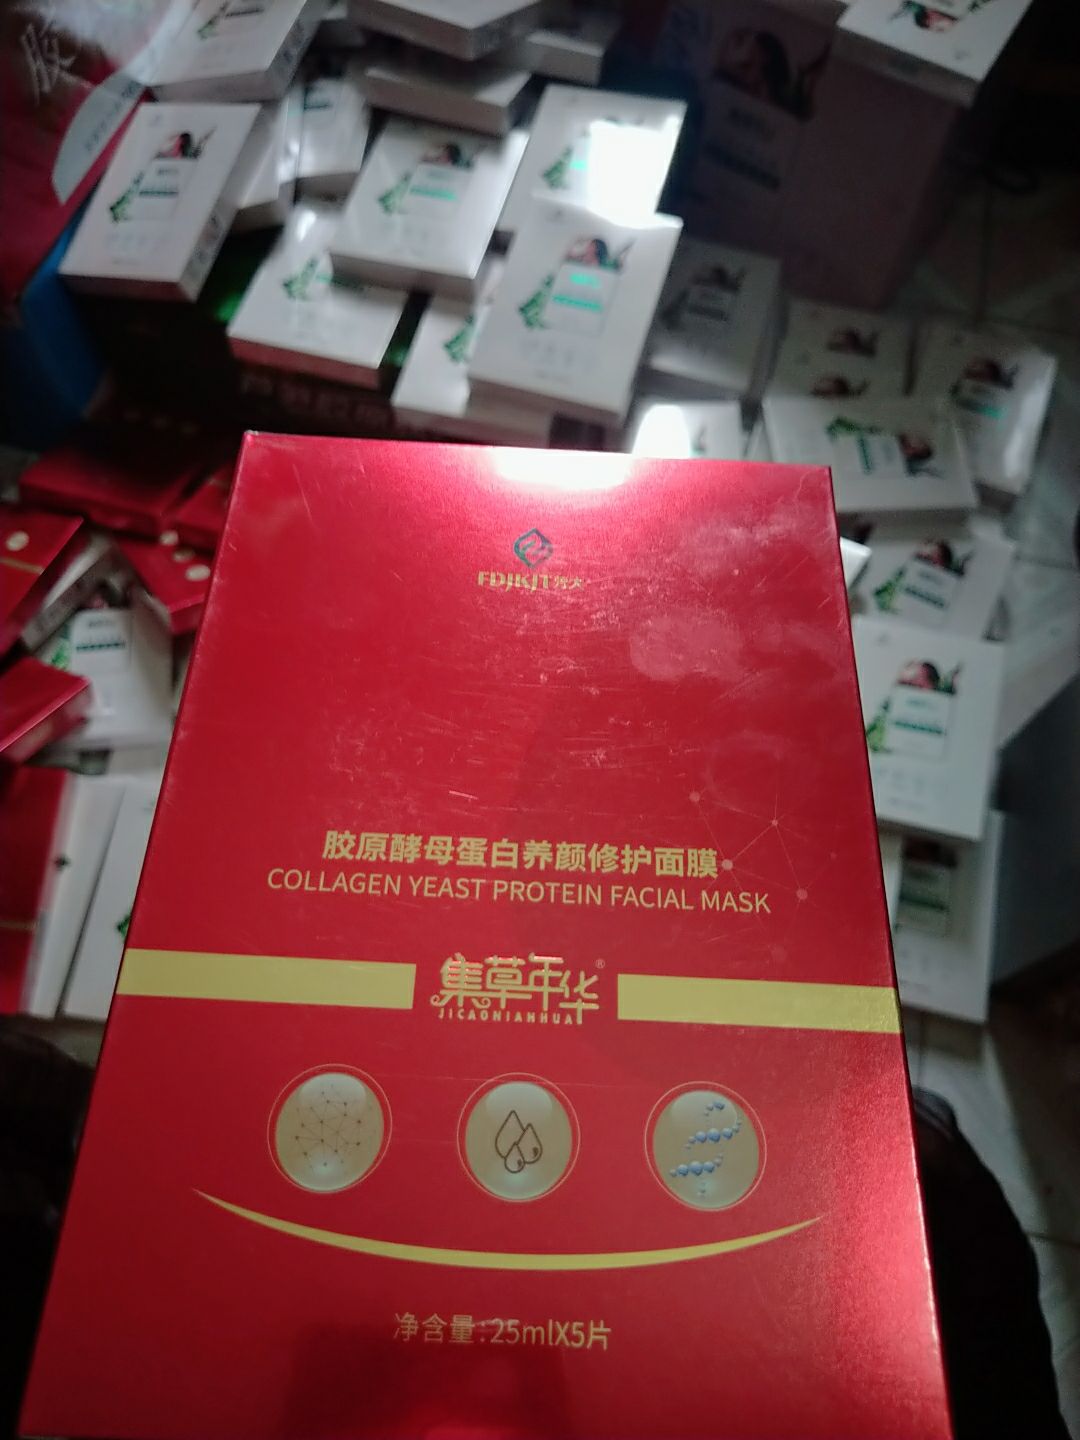 FDJKJT
胶原酵母蛋白养颜修护面膜
COLLAGEN YEAST PROTEIN FACIAL MASK
集草年华®
JICAONIANHUA
净含量:25mlX5片